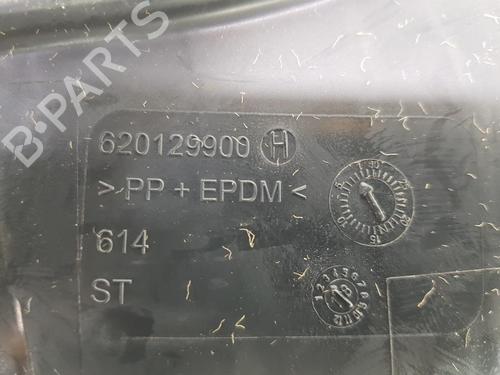 B-PARTS
620129900 H
>PP + EPDM<
614
ST